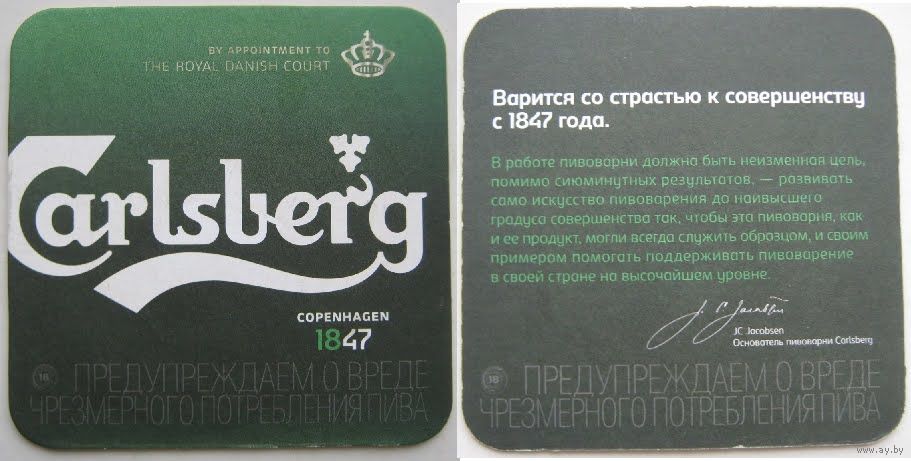 BY APPOINTMENT TO
THE ROYAL DANISH COURT
Carlsberg
COPENHAGEN
1847
18+
ПРЕДУПРЕЖДАЕМ О ВРЕДЕ
ЧРЕЗМЕРНОГО ПОТРЕБЛЕНИЯ ПИВА
Варится со страстью к совершенству
с 1847 года.
В работе пивоварни должна быть неизменная цель,
помимо сиюминутных результатов, — развивать
само искусство пивоварения до наивысшего
градуса совершенства так, чтобы эта пивоварня, как
и ее продукт, могли всегда служить образцом, и своим
примером помогать поддерживать пивоварение
в своей стране на высочайшем уровне.
J. C. Jacobsen
JC Jacobsen
Основатель пивоварни Carlsberg
18+
ПРЕДУПРЕЖДАЕМ О ВРЕДЕ
ЧРЕЗМЕРНОГО ПОТРЕБЛЕНИЯ ПИВА
www.ay.by